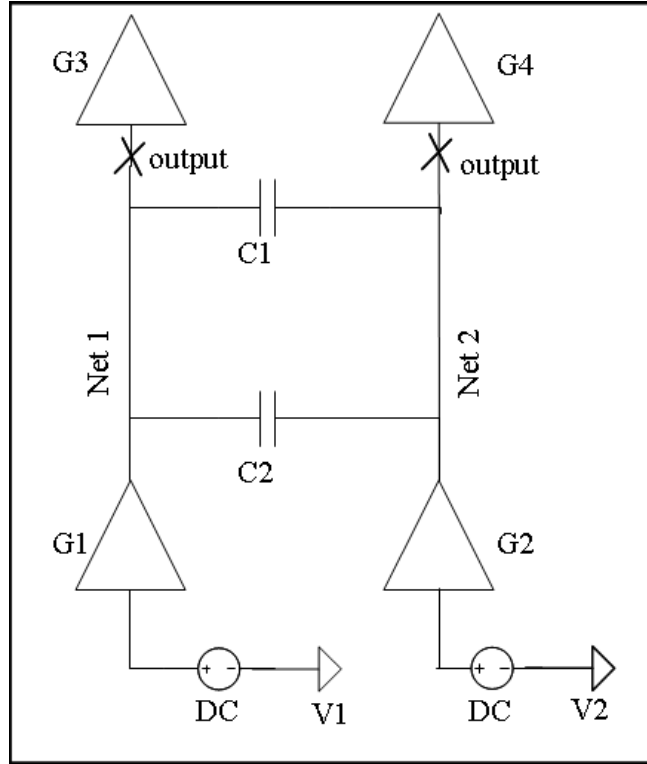 G3
G4
output
output
C1
Net 1
Net 2
C2
G1
G2
+ -
+ -
DC
V1
DC
V2